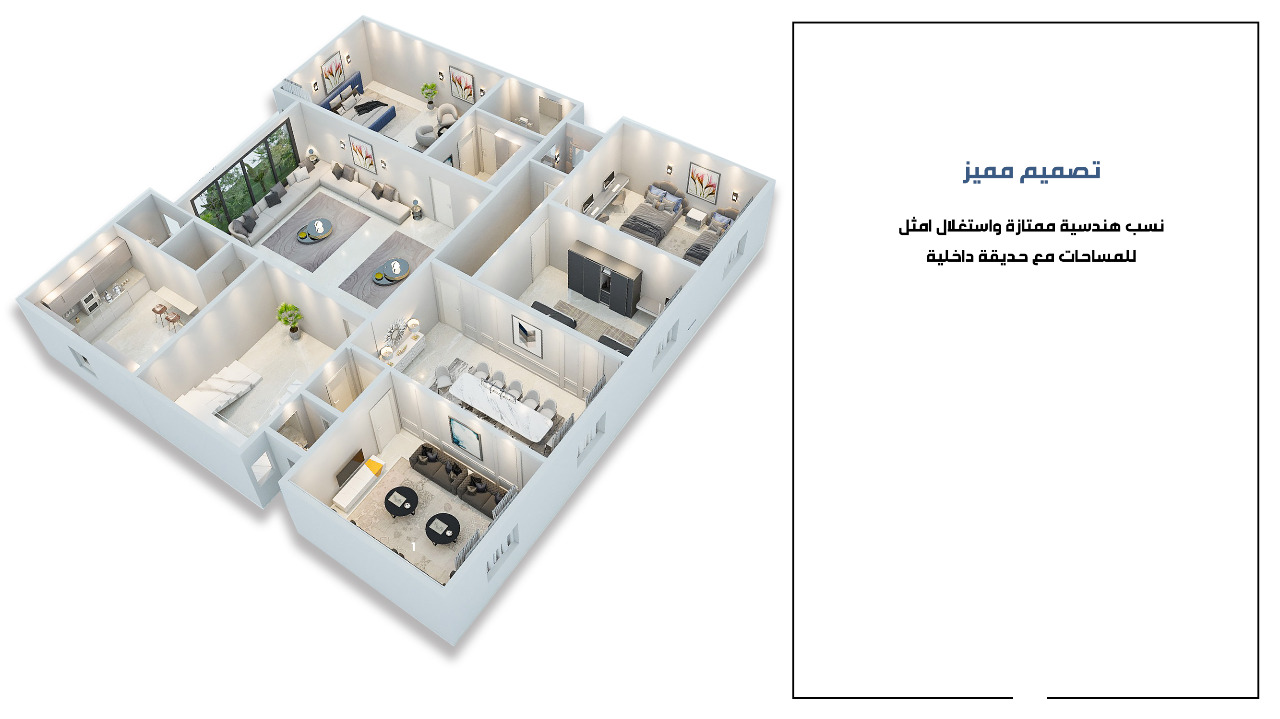 تصميم مميز
نسب هندسية ممتازة واستغلال امثل
للمساحات مع حديقة داخلية